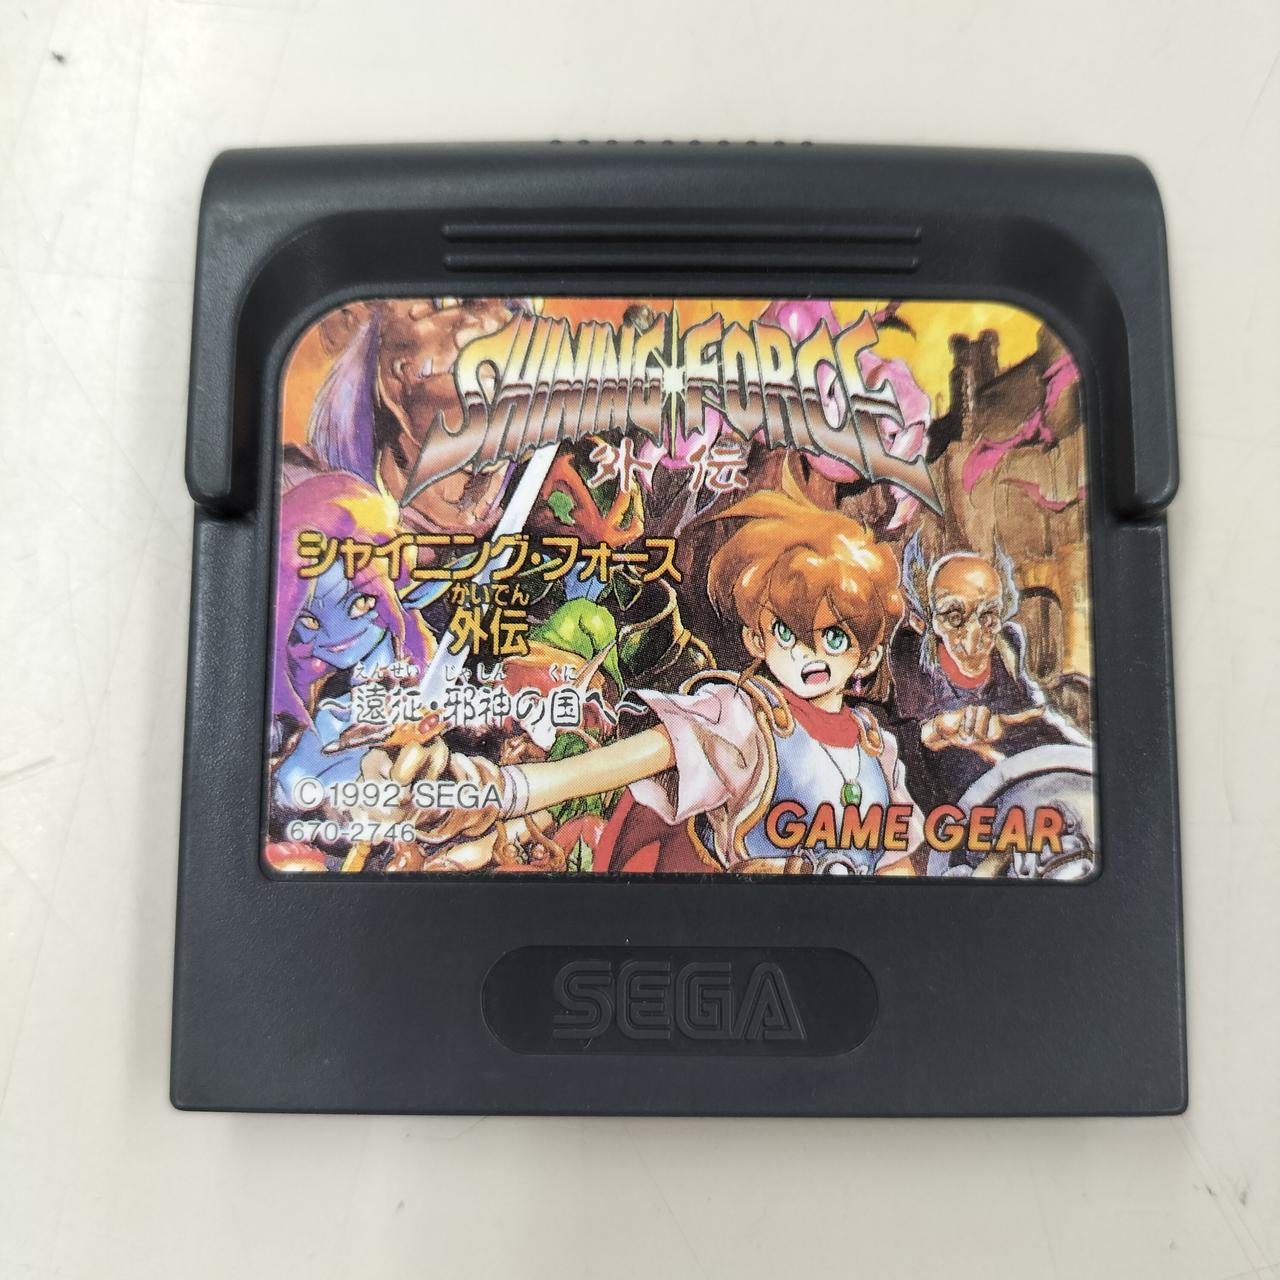 SHINING FORCE
外伝
シャイニング・フォース
がいでん
外伝
えんせい じゃしん くに
～遠征・邪神の国へ～
© 1992 SEGA
670-2746
GAME GEAR
SEGA